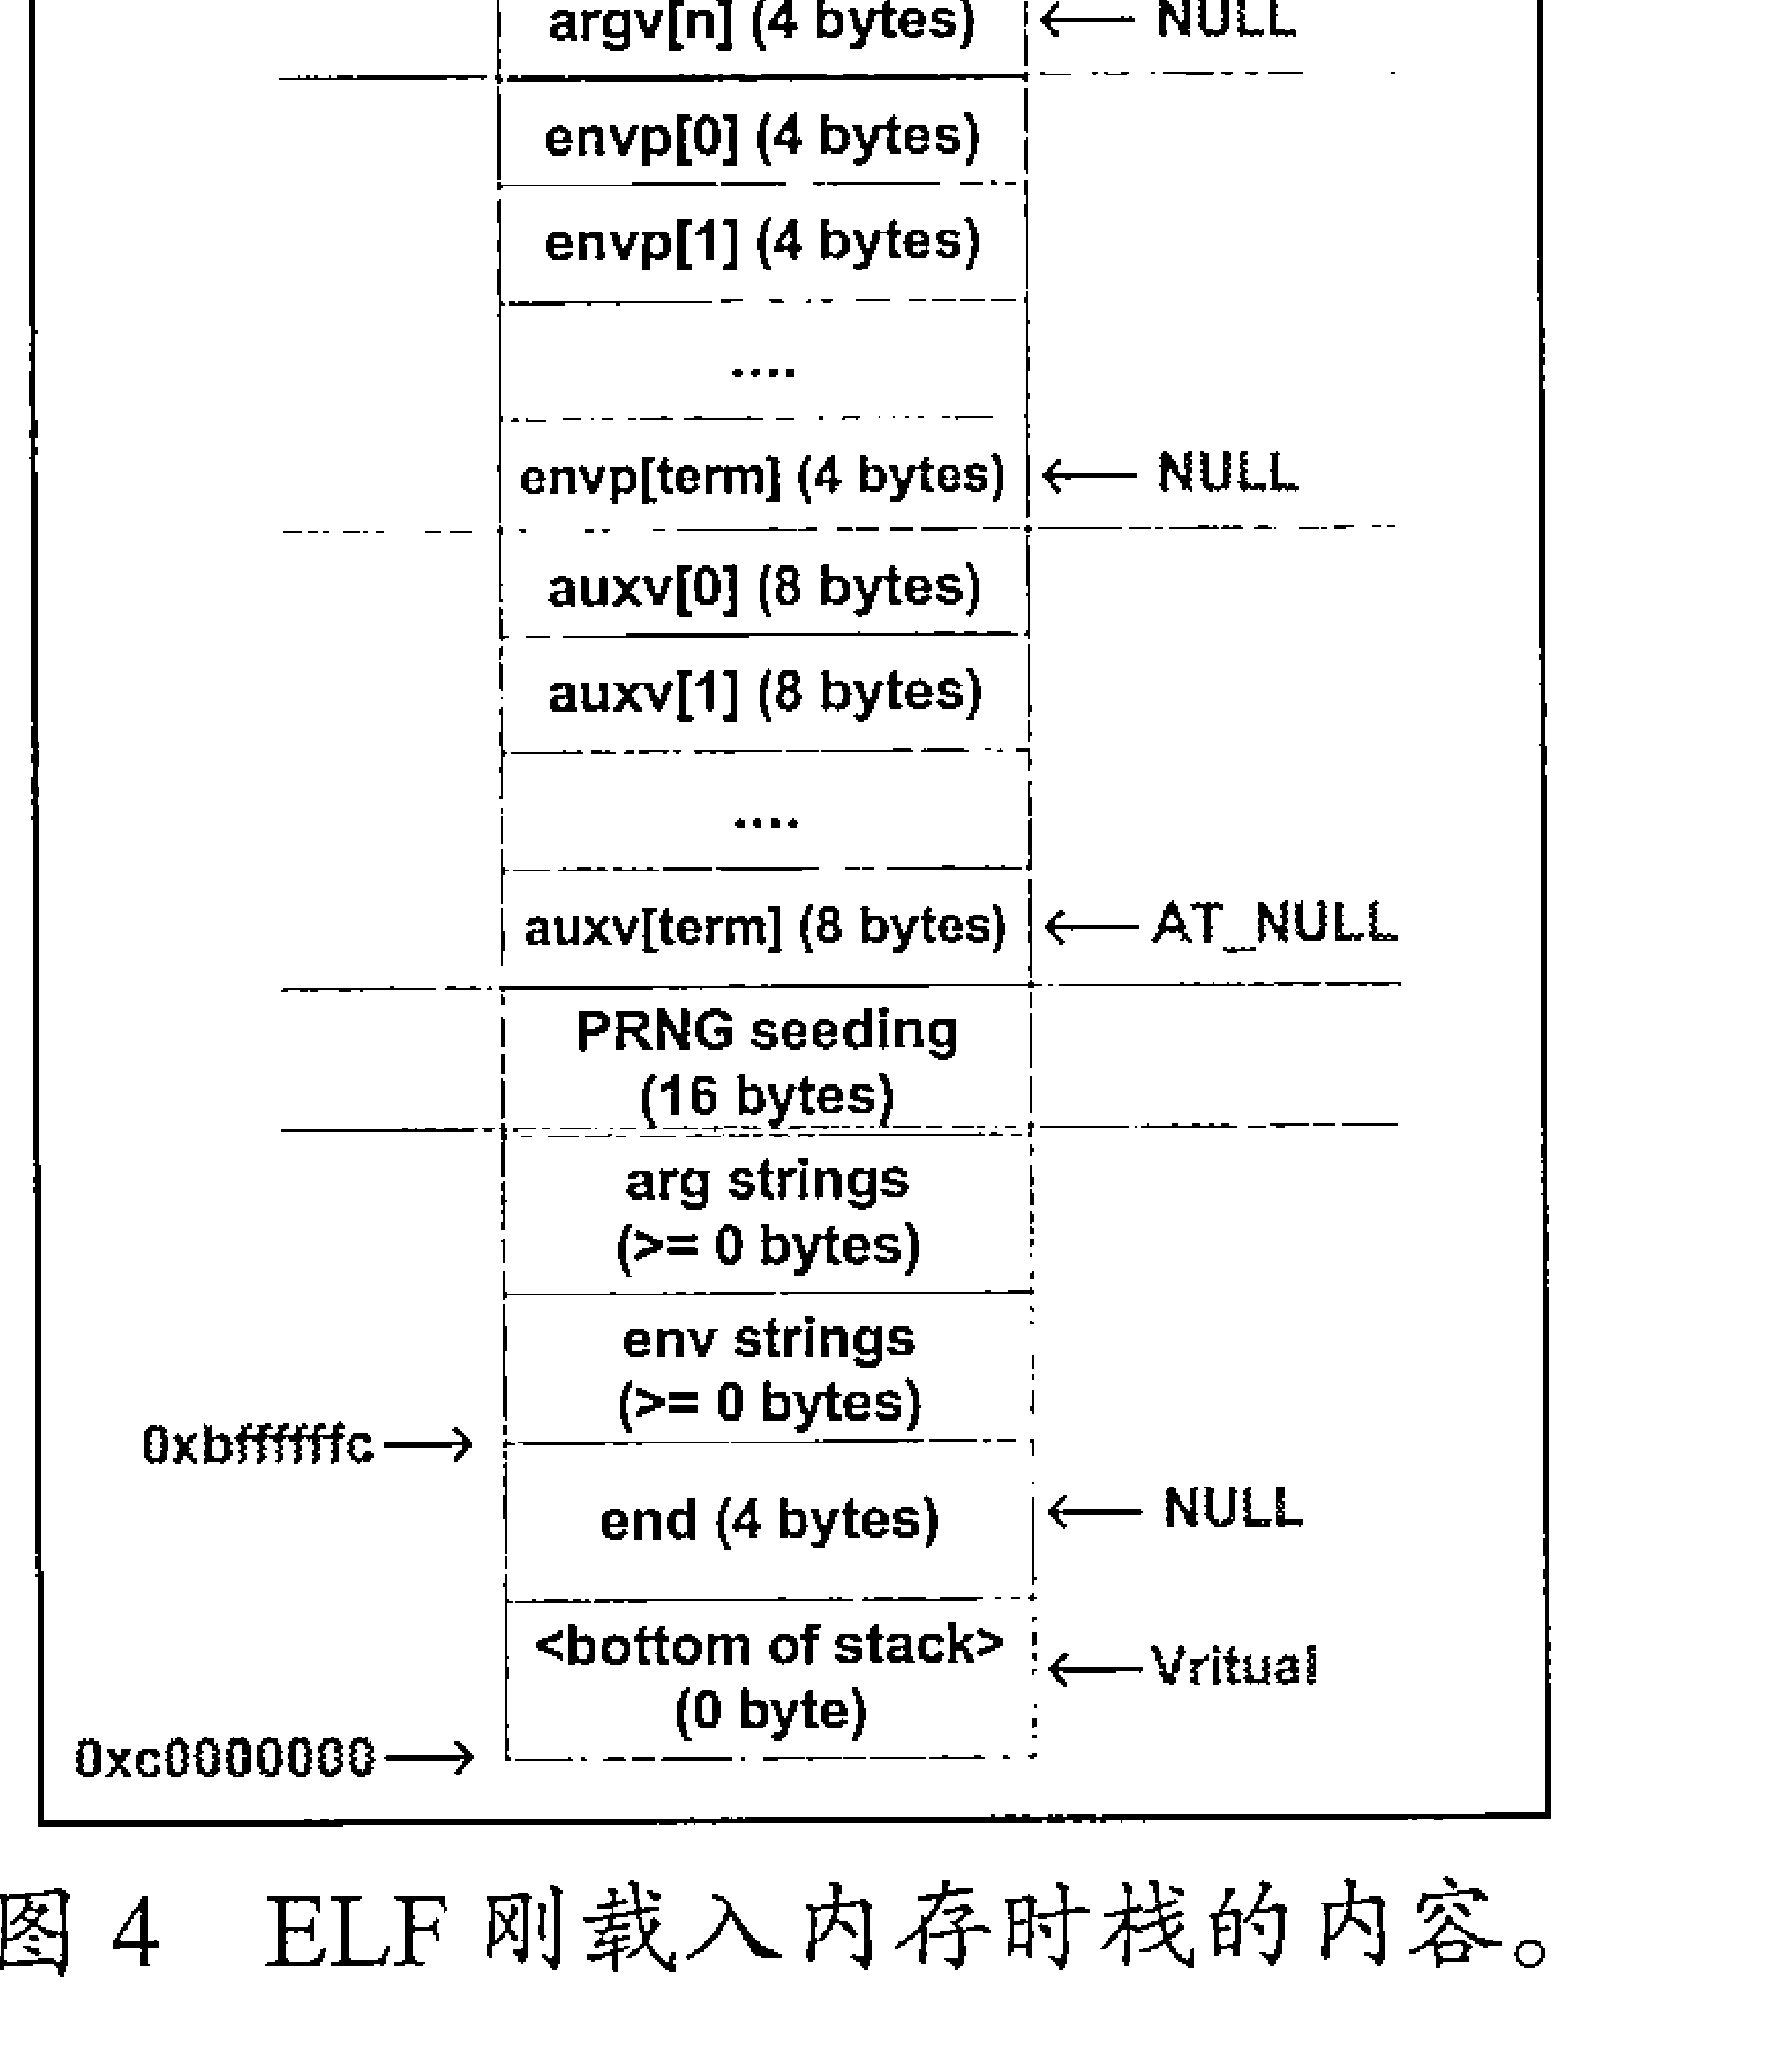 argv[n] (4 bytes) NULL
envp[0] (4 bytes)
envp[1] (4 bytes)
....
envp[term] (4 bytes) NULL
auxv[0] (8 bytes)
auxv[1] (8 bytes)
....
auxv[term] (8 bytes) AT_NULL
PRNG seeding
(16 bytes)
arg strings
(>= 0 bytes)
env strings
(>= 0 bytes)
0xbffffffc
end (4 bytes) NULL
<bottom of stack>
(0 byte)
Vritual
0xc0000000
图 4 ELF 刚载入内存时栈的内容。